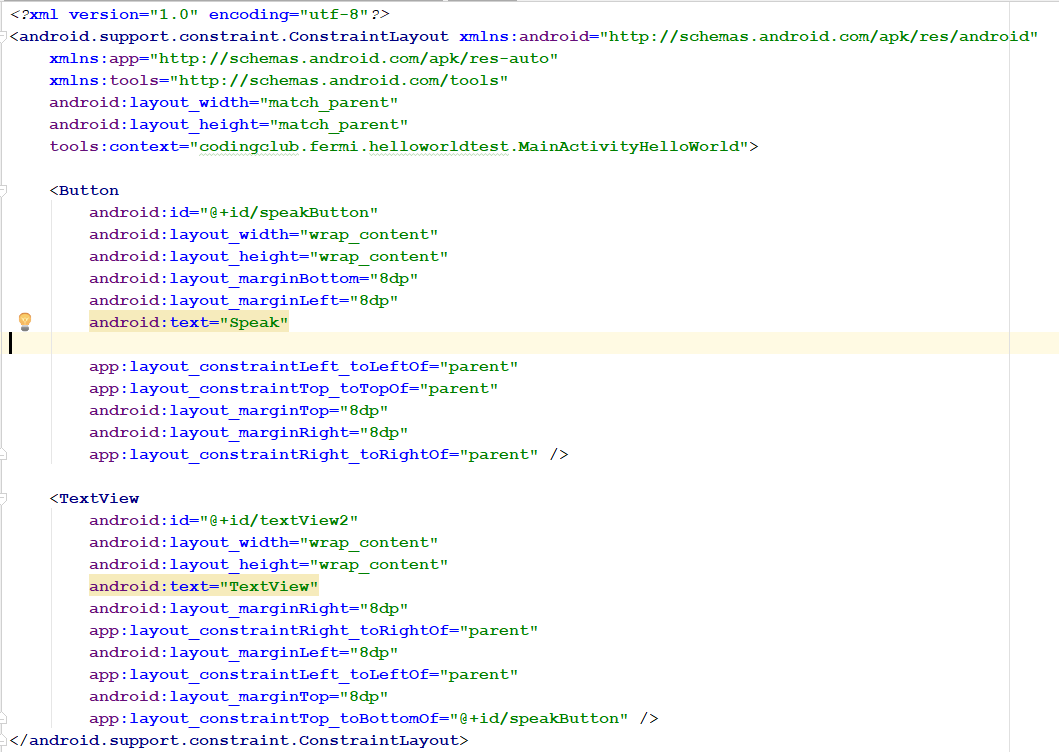 <?xml version="1.0" encoding="utf-8"?>
<android.support.constraint.ConstraintLayout xmlns:android="http://schemas.android.com/apk/res/android"
    xmlns:app="http://schemas.android.com/apk/res-auto"
    xmlns:tools="http://schemas.android.com/tools"
    android:layout_width="match_parent"
    android:layout_height="match_parent"
    tools:context="codingclub.fermi.helloworldtest.MainActivityHelloWorld">

    <Button
        android:id="@+id/speakButton"
        android:layout_width="wrap_content"
        android:layout_height="wrap_content"
        android:layout_marginBottom="8dp"
        android:layout_marginLeft="8dp"
        android:text="Speak"

        app:layout_constraintLeft_toLeftOf="parent"
        app:layout_constraintTop_toTopOf="parent"
        android:layout_marginTop="8dp"
        android:layout_marginRight="8dp"
        app:layout_constraintRight_toRightOf="parent" />

    <TextView
        android:id="@+id/textView2"
        android:layout_width="wrap_content"
        android:layout_height="wrap_content"
        android:text="TextView"
        android:layout_marginRight="8dp"
        app:layout_constraintRight_toRightOf="parent"
        android:layout_marginLeft="8dp"
        app:layout_constraintLeft_toLeftOf="parent"
        android:layout_marginTop="8dp"
        app:layout_constraintTop_toBottomOf="@+id/speakButton" />
</android.support.constraint.ConstraintLayout>